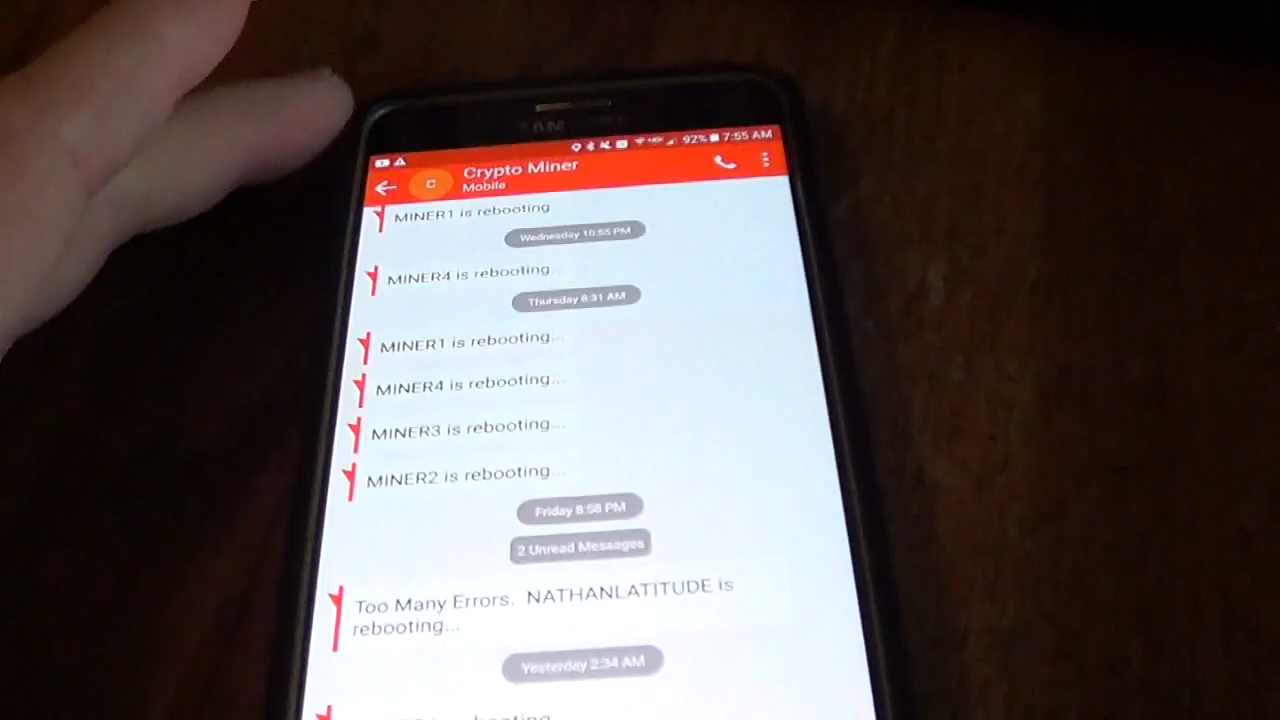 92% 7:55 AM
C
Crypto Miner
Mobile
MINER1 is rebooting
Wednesday 10:55 PM
MINER4 is rebooting...
Thursday 8:31 AM
MINER1 is rebooting...
MINER4 is rebooting...
MINER3 is rebooting...
MINER2 is rebooting...
Friday 8:58 PM
2 Unread Messages
Too Many Errors. NATHANLATITUDE is
rebooting...
Yesterday 2:34 AM
rebooting